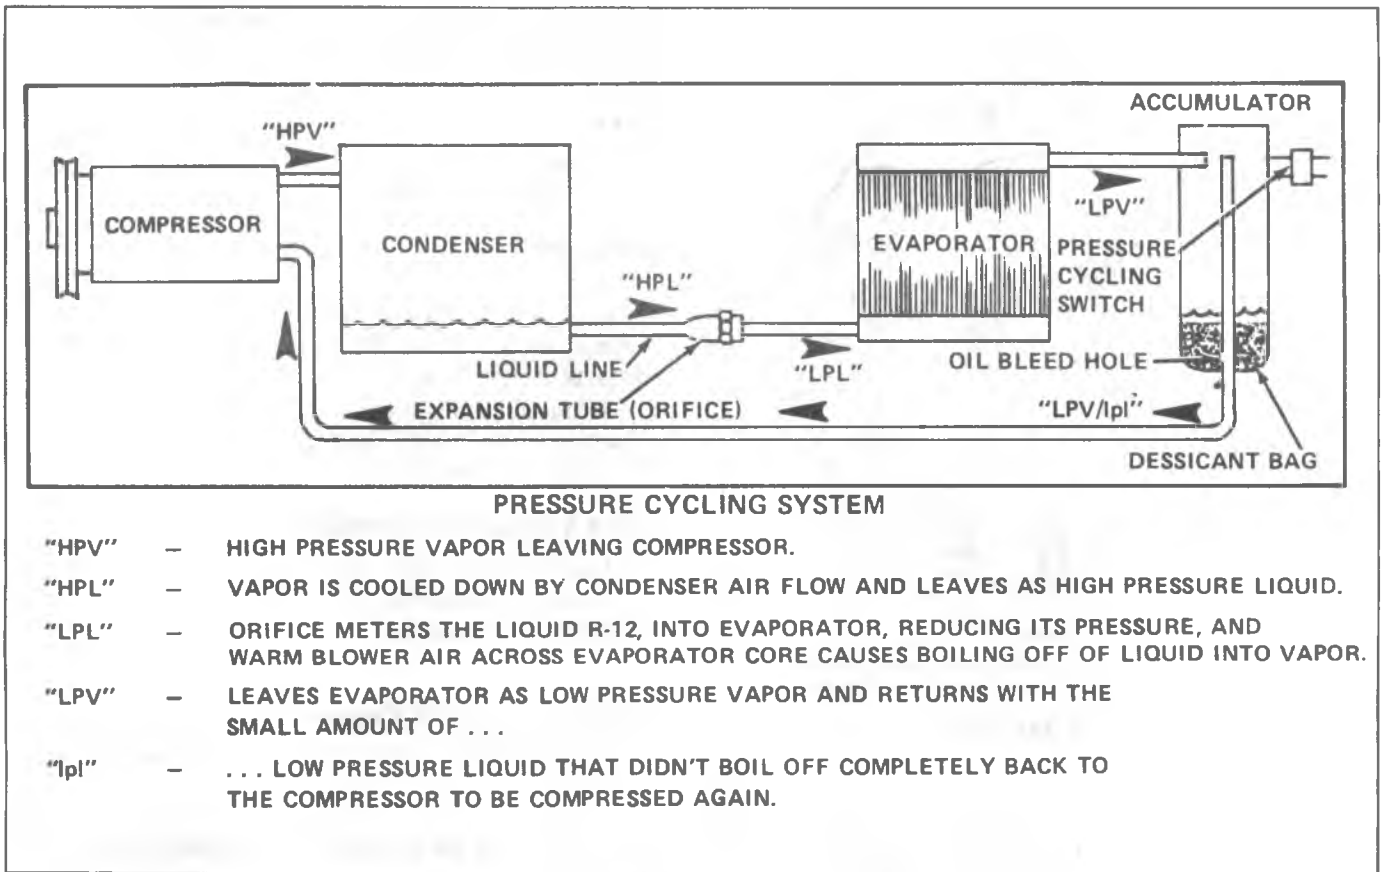 ACCUMULATOR
"HPV"
COMPRESSOR
CONDENSER
"HPL"
LIQUID LINE
EXPANSION TUBE (ORIFICE)
"LPL"
EVAPORATOR
"LPV"
PRESSURE
CYCLING
SWITCH
OIL BLEED HOLE
"LPV/lpl"
DESSICANT BAG
PRESSURE CYCLING SYSTEM
"HPV" – HIGH PRESSURE VAPOR LEAVING COMPRESSOR.
"HPL" – VAPOR IS COOLED DOWN BY CONDENSER AIR FLOW AND LEAVES AS HIGH PRESSURE LIQUID.
"LPL" – ORIFICE METERS THE LIQUID R-12, INTO EVAPORATOR, REDUCING ITS PRESSURE, AND
WARM BLOWER AIR ACROSS EVAPORATOR CORE CAUSES BOILING OFF OF LIQUID INTO VAPOR.
"LPV" – LEAVES EVAPORATOR AS LOW PRESSURE VAPOR AND RETURNS WITH THE
SMALL AMOUNT OF . . .
"lpl" – . . . LOW PRESSURE LIQUID THAT DIDN'T BOIL OFF COMPLETELY BACK TO
THE COMPRESSOR TO BE COMPRESSED AGAIN.